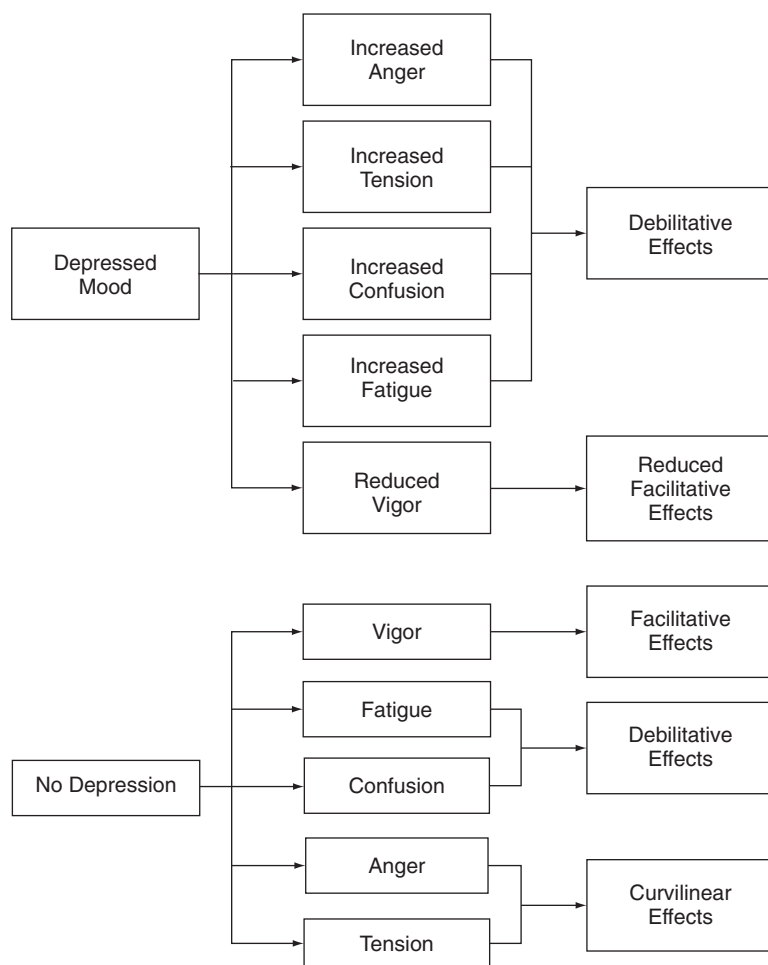 Increased
Anger
Increased
Tension
Debilitative
Effects
Depressed
Mood
Increased
Confusion
Increased
Fatigue
Reduced
Vigor
Reduced
Facilitative
Effects
Vigor
Facilitative
Effects
Fatigue
Debilitative
Effects
No Depression
Confusion
Anger
Curvilinear
Effects
Tension